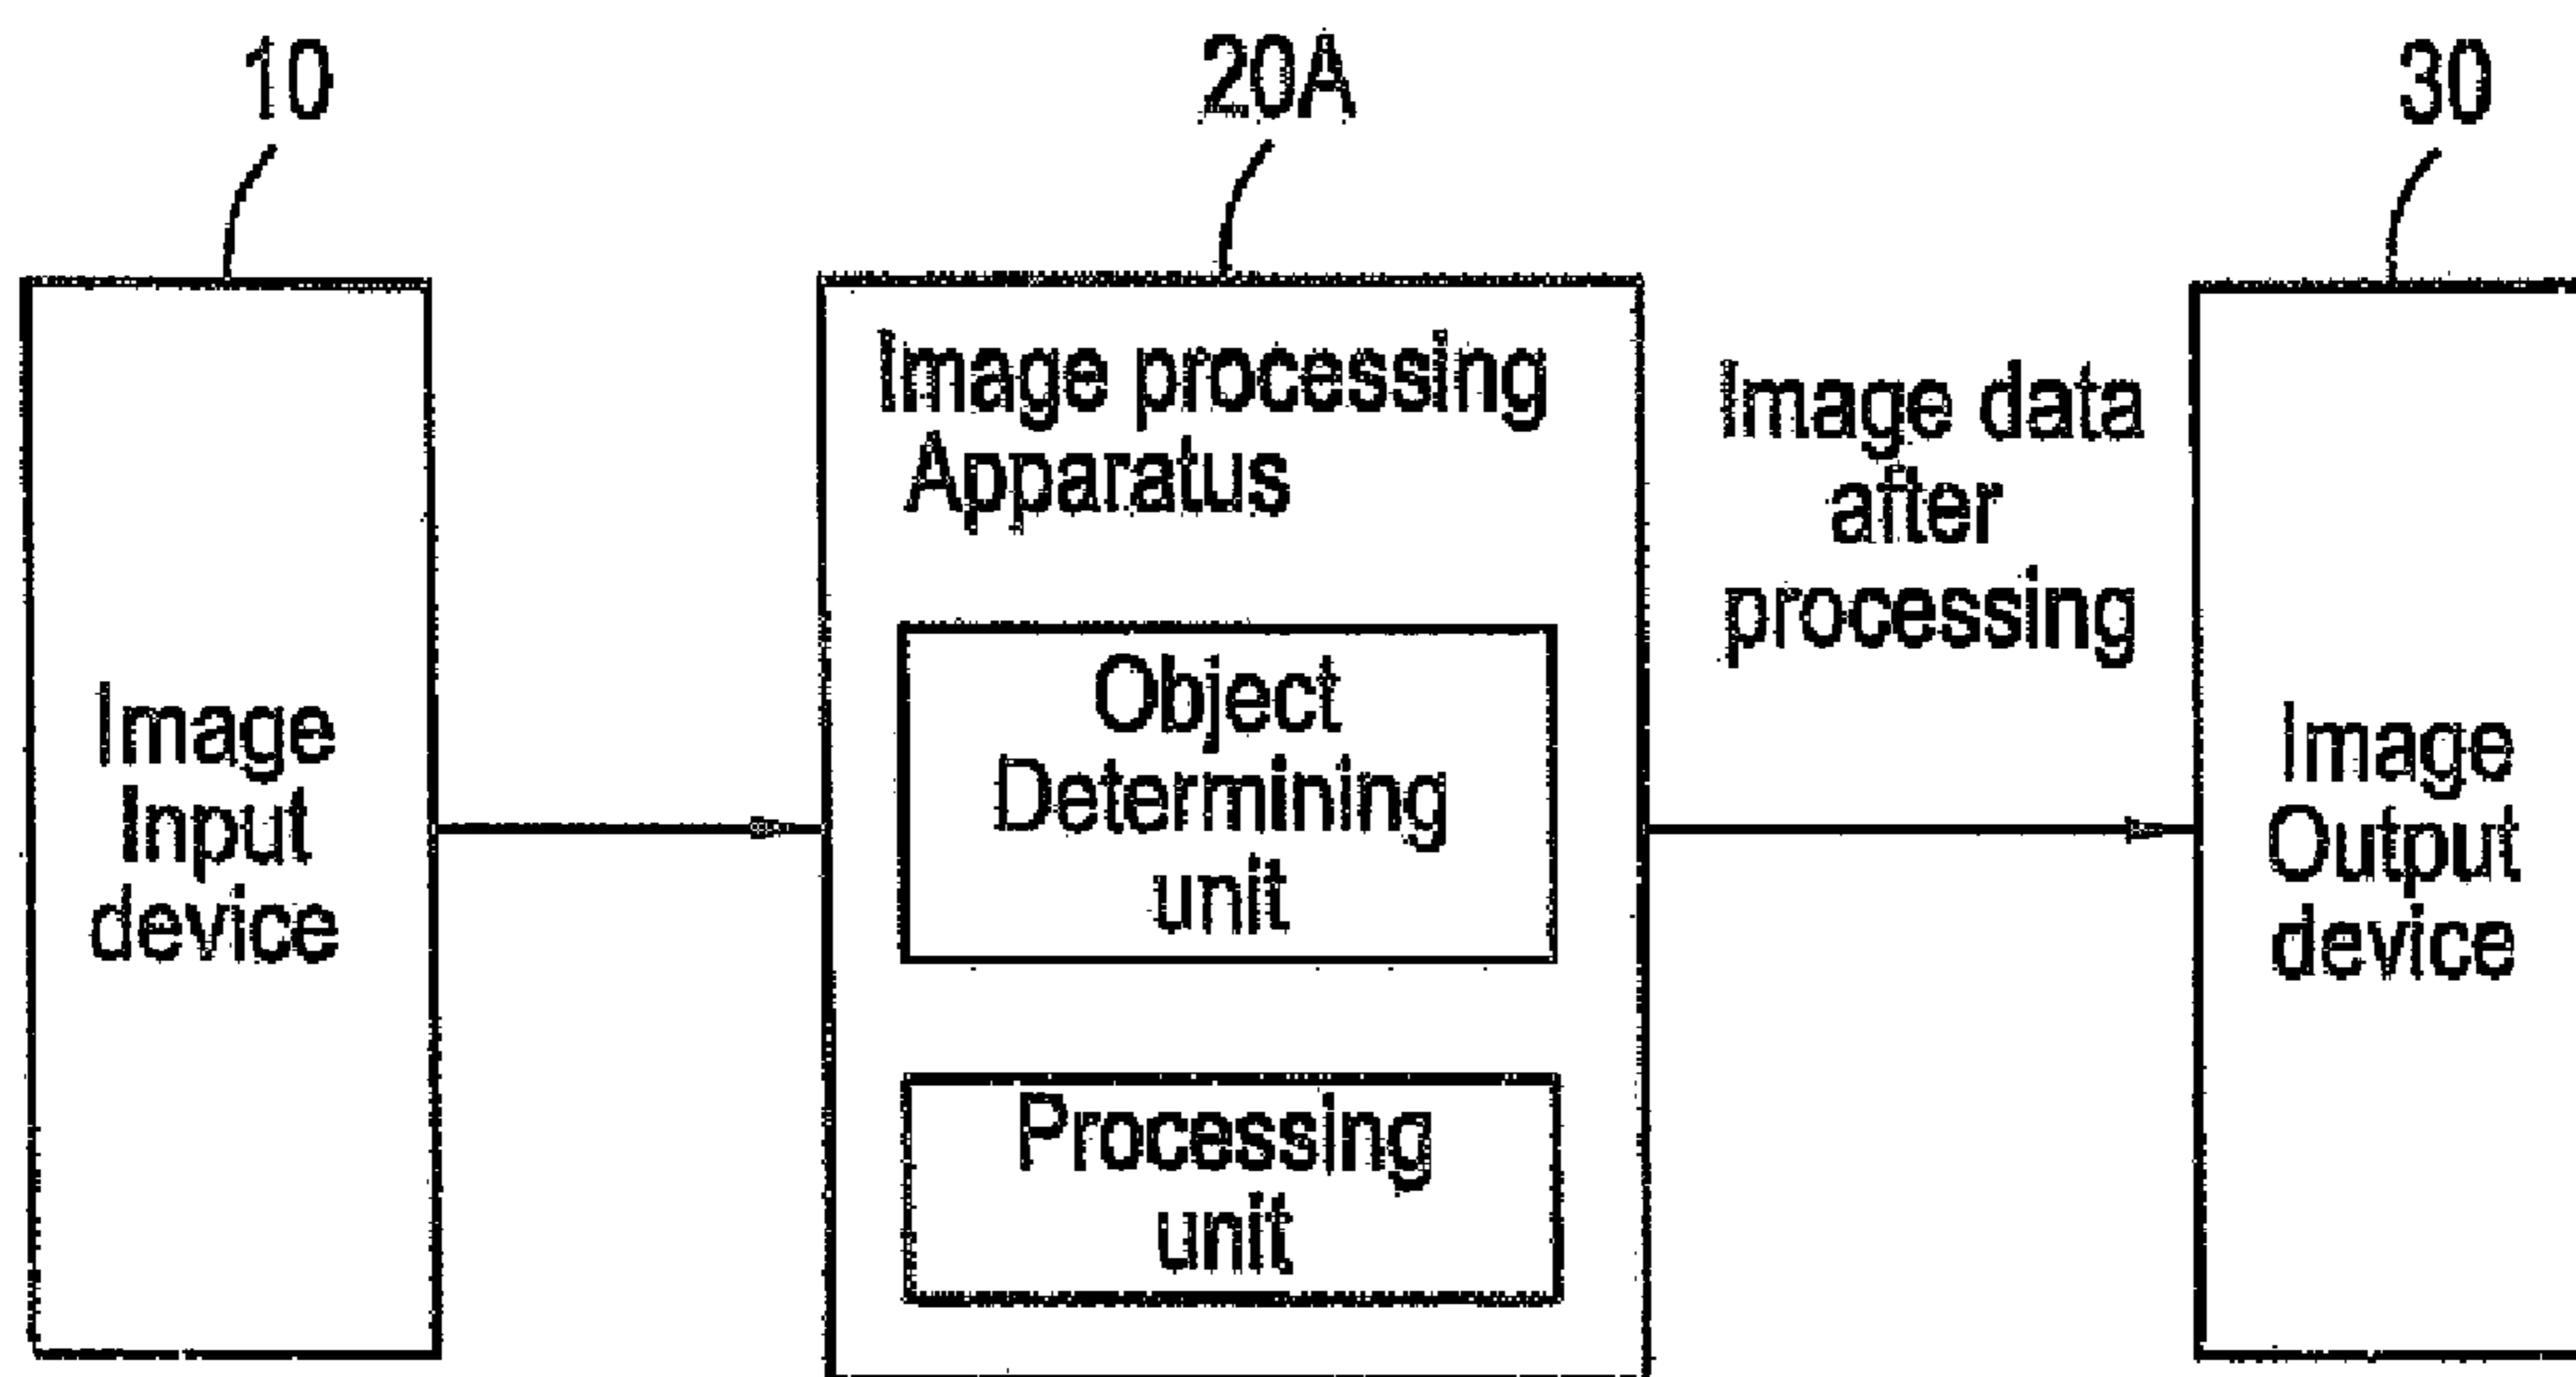 10
20A
30
Image
Input
device
Image processing
Apparatus
Object
Determining
unit
Processing
unit
Image data
after
processing
Image
Output
device